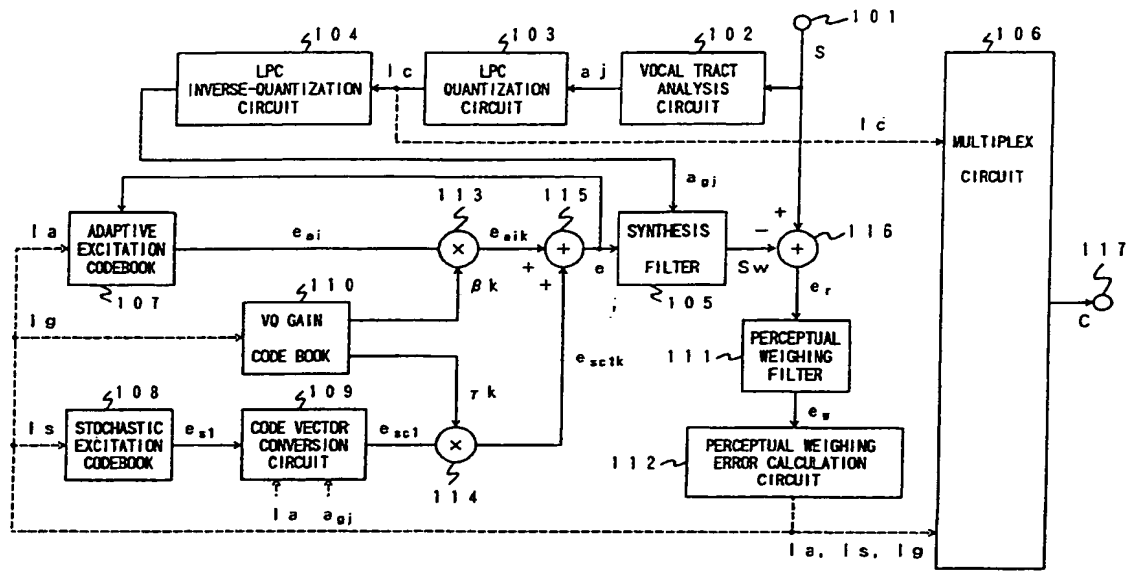 101
S
104
103
102
106
LPC
INVERSE-QUANTIZATION
CIRCUIT
Ic
LPC
QUANTIZATION
CIRCUIT
aj
VOCAL TRACT
ANALYSIS
CIRCUIT
Ic
MULTIPLEX
CIRCUIT
113
115
aqj
+
Ia
ADAPTIVE
EXCITATION
CODEBOOK
eai
×
eaik
+
+
+
e
SYNTHESIS
FILTER
−
Sw
+
116
117
107
110
βk
;
105
er
C
Ig
VQ GAIN
CODE BOOK
esc1k
111
PERCEPTUAL
WEIGHING
FILTER
γk
108
109
ew
Is
STOCHASTIC
EXCITATION
CODEBOOK
es1
CODE VECTOR
CONVERSION
CIRCUIT
esc1
×
114
112
PERCEPTUAL WEIGHING
ERROR CALCULATION
CIRCUIT
Ia
aqj
Ia, Is, Ig